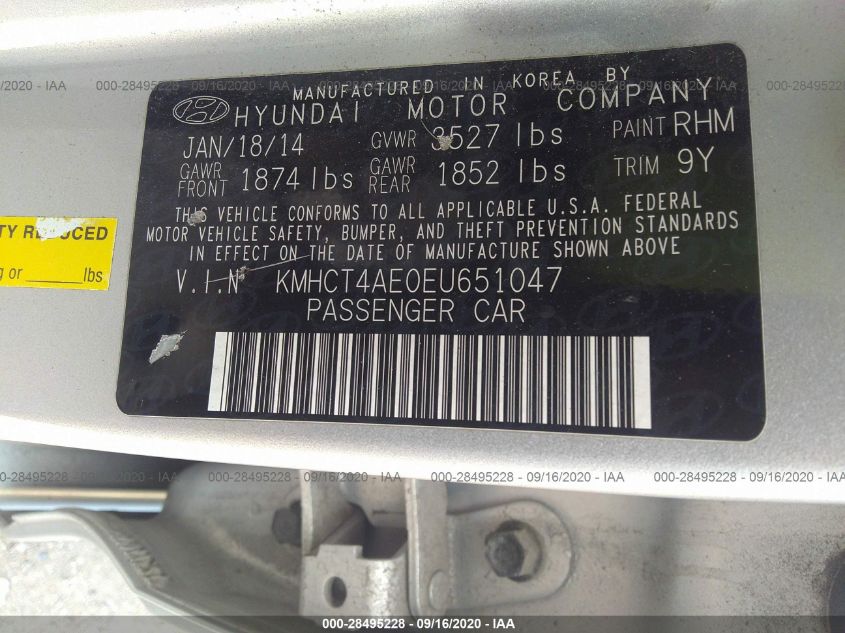 000-28495228 - 09/16/2020 - IAA
MANUFACTURED IN KOREA BY
HYUNDAI MOTOR COMPANY
JAN/18/14 GVWR 3527 lbs PAINT RHM
GAWR FRONT 1874 lbs GAWR REAR 1852 lbs TRIM 9Y
THIS VEHICLE CONFORMS TO ALL APPLICABLE U.S.A. FEDERAL
MOTOR VEHICLE SAFETY, BUMPER, AND THEFT PREVENTION STANDARDS
IN EFFECT ON THE DATE OF MANUFACTURE SHOWN ABOVE
V.I.N KMHCT4AE0EU651047
PASSENGER CAR
TY REDUCED
g or ____lbs
000-28495228 - 09/16/2020 - IAA
000-28495228 - 09/16/2020 - IAA